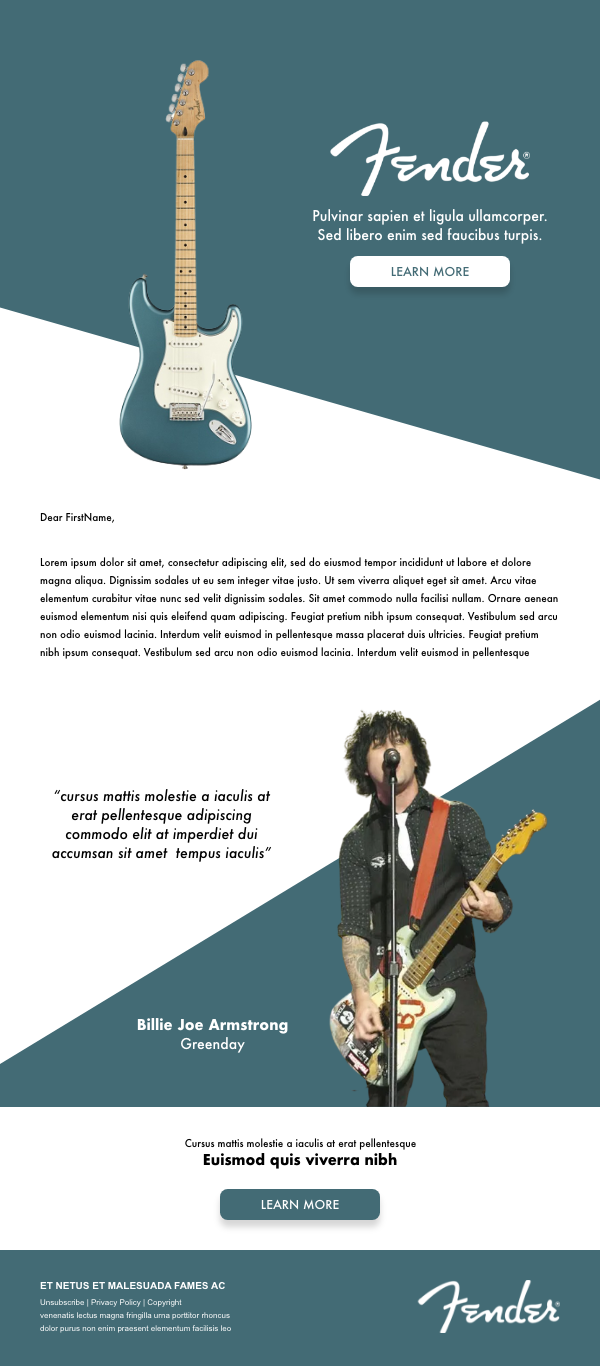 Fender
Fender®
Pulvinar sapien et ligula ullamcorper.
Sed libero enim sed faucibus turpis.
LEARN MORE
Dear FirstName,
Lorem ipsum dolor sit amet, consectetur adipiscing elit, sed do eiusmod tempor incididunt ut labore et dolore
magna aliqua. Dignissim sodales ut eu sem integer vitae justo. Ut sem viverra aliquet eget sit amet. Arcu vitae
elementum curabitur vitae nunc sed velit dignissim sodales. Sit amet commodo nulla facilisi nullam. Ornare aenean
euismod elementum nisi quis eleifend quam adipiscing. Feugiat pretium nibh ipsum consequat. Vestibulum sed arcu
non odio euismod lacinia. Interdum velit euismod in pellentesque massa placerat duis ultricies. Feugiat pretium
nibh ipsum consequat. Vestibulum sed arcu non odio euismod lacinia. Interdum velit euismod in pellentesque
“cursus mattis molestie a iaculis at
erat pellentesque adipiscing
commodo elit at imperdiet dui
accumsan sit amet  tempus iaculis”
BJ
Billie Joe Armstrong
Greenday
Cursus mattis molestie a iaculis at erat pellentesque
Euismod quis viverra nibh
LEARN MORE
ET NETUS ET MALESUADA FAMES AC
Unsubscribe | Privacy Policy | Copyright
venenatis lectus magna fringilla urna porttitor rhoncus
dolor purus non enim praesent elementum facilisis leo
Fender®